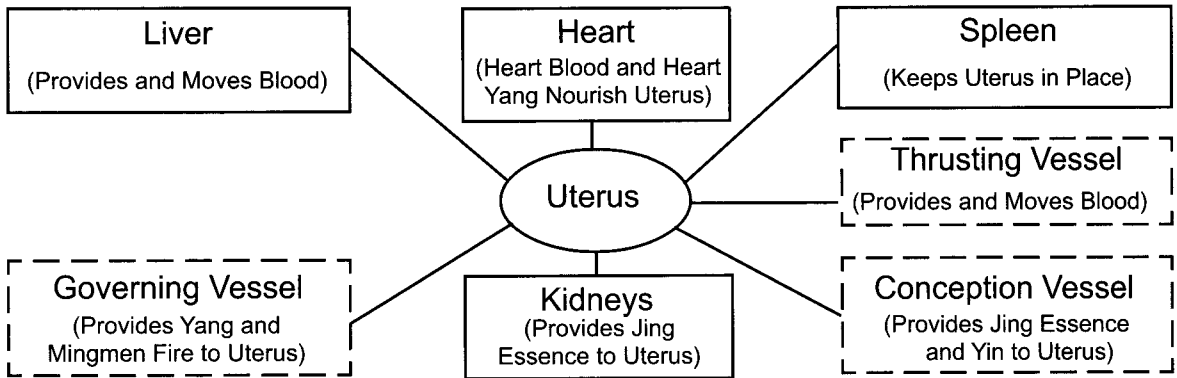 Liver
(Provides and Moves Blood)
Heart
(Heart Blood and Heart
Yang Nourish Uterus)
Spleen
(Keeps Uterus in Place)
Thrusting Vessel
(Provides and Moves Blood)
Uterus
Governing Vessel
(Provides Yang and
Mingmen Fire to Uterus)
Kidneys
(Provides Jing
Essence to Uterus)
Conception Vessel
(Provides Jing Essence
and Yin to Uterus)